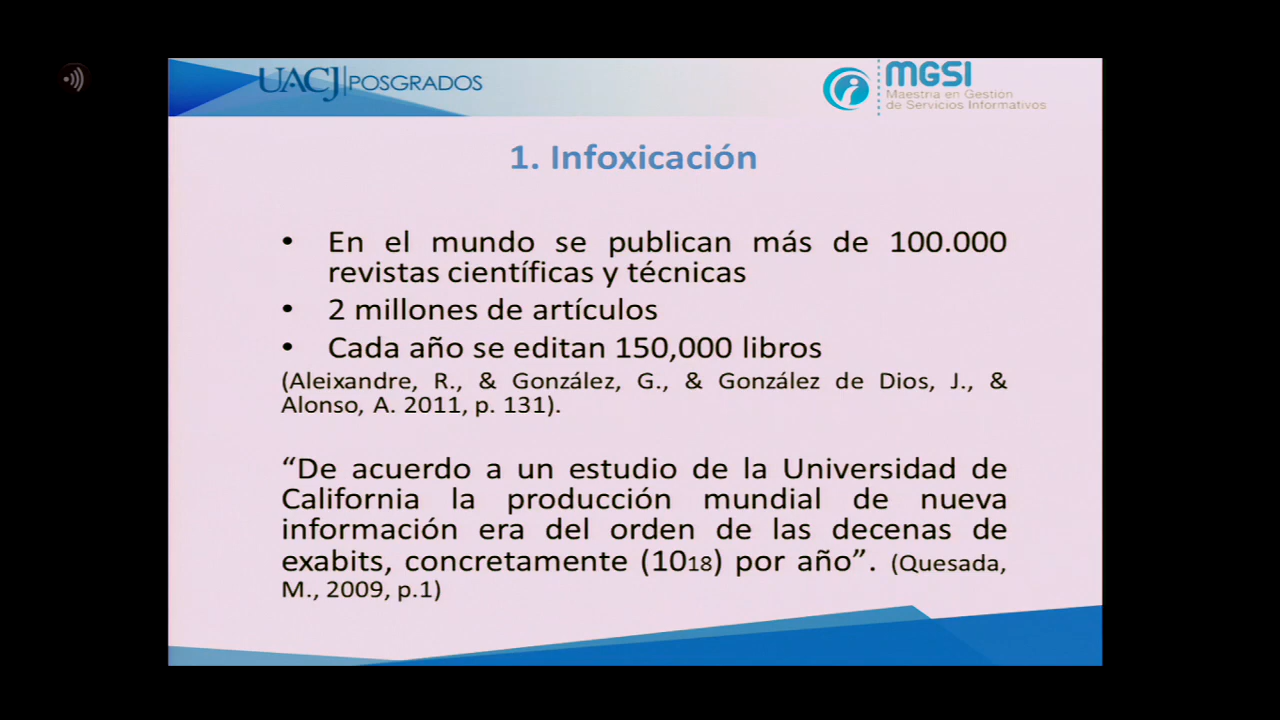 UACJ POSGRADOS
MGSI
Maestría en Gestión
de Servicios Informativos
1. Infoxicación
• En el mundo se publican más de 100.000
revistas científicas y técnicas
• 2 millones de artículos
• Cada año se editan 150,000 libros
(Aleixandre, R., & González, G., & González de Dios, J., &
Alonso, A. 2011, p. 131).
“De acuerdo a un estudio de la Universidad de
California la producción mundial de nueva
información era del orden de las decenas de
exabits, concretamente (1018) por año”. (Quesada,
M., 2009, p.1)